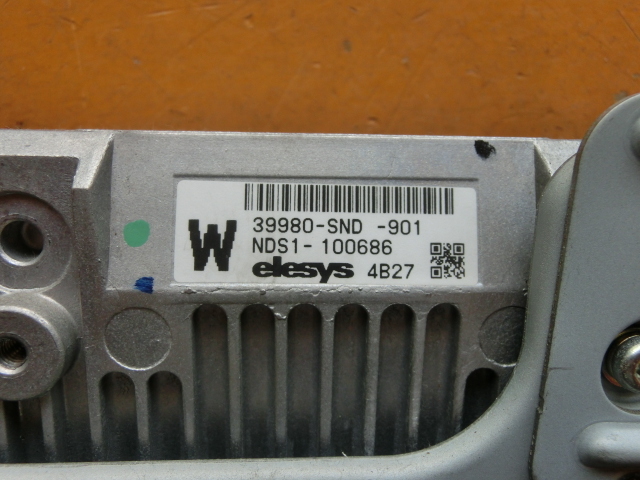 W
39980-SND -901
NDS1- 100686
elesys 4B27